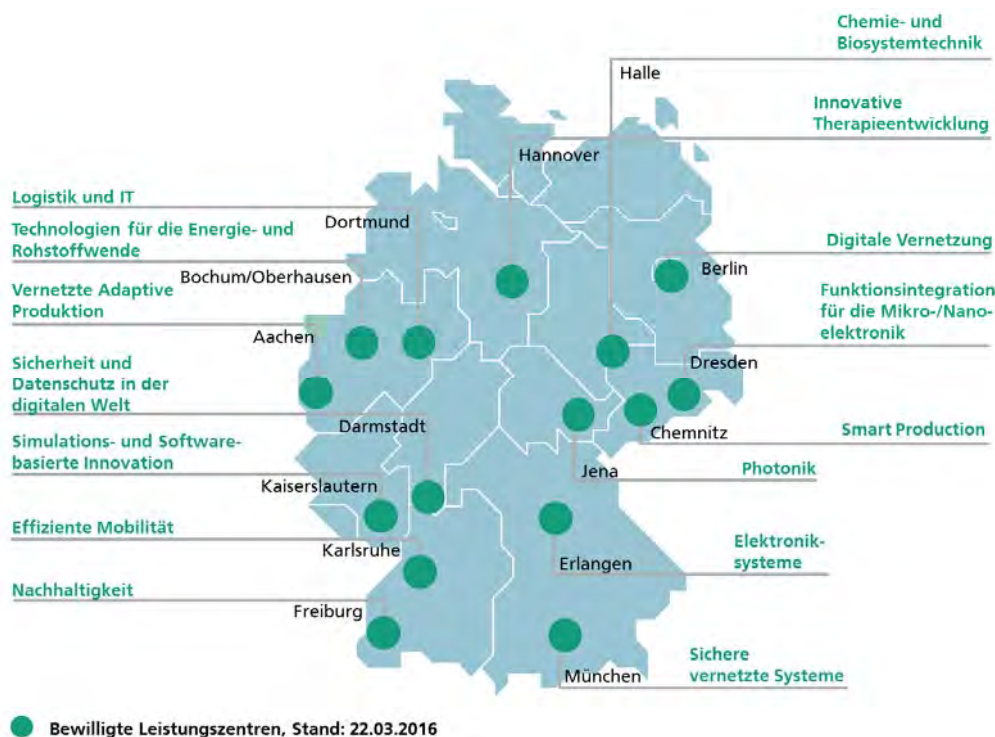 Chemie- und
Biosystemtechnik
Halle
Innovative
Therapieentwicklung
Hannover
Logistik und IT
Dortmund
Technologien für die Energie- und
Rohstoffwende
Bochum/Oberhausen
Digitale Vernetzung
Berlin
Vernetzte Adaptive
Produktion
Aachen
Funktionsintegration
für die Mikro-/Nano-
elektronik
Dresden
Sicherheit und
Datenschutz in der
digitalen Welt
Darmstadt
Chemnitz
Smart Production
Simulations- und Software-
basierte Innovation
Kaiserslautern
Jena
Photonik
Effiziente Mobilität
Karlsruhe
Erlangen
Elektronik-
systeme
Nachhaltigkeit
Freiburg
München
Sichere
vernetzte Systeme
Bewilligte Leistungszentren, Stand: 22.03.2016